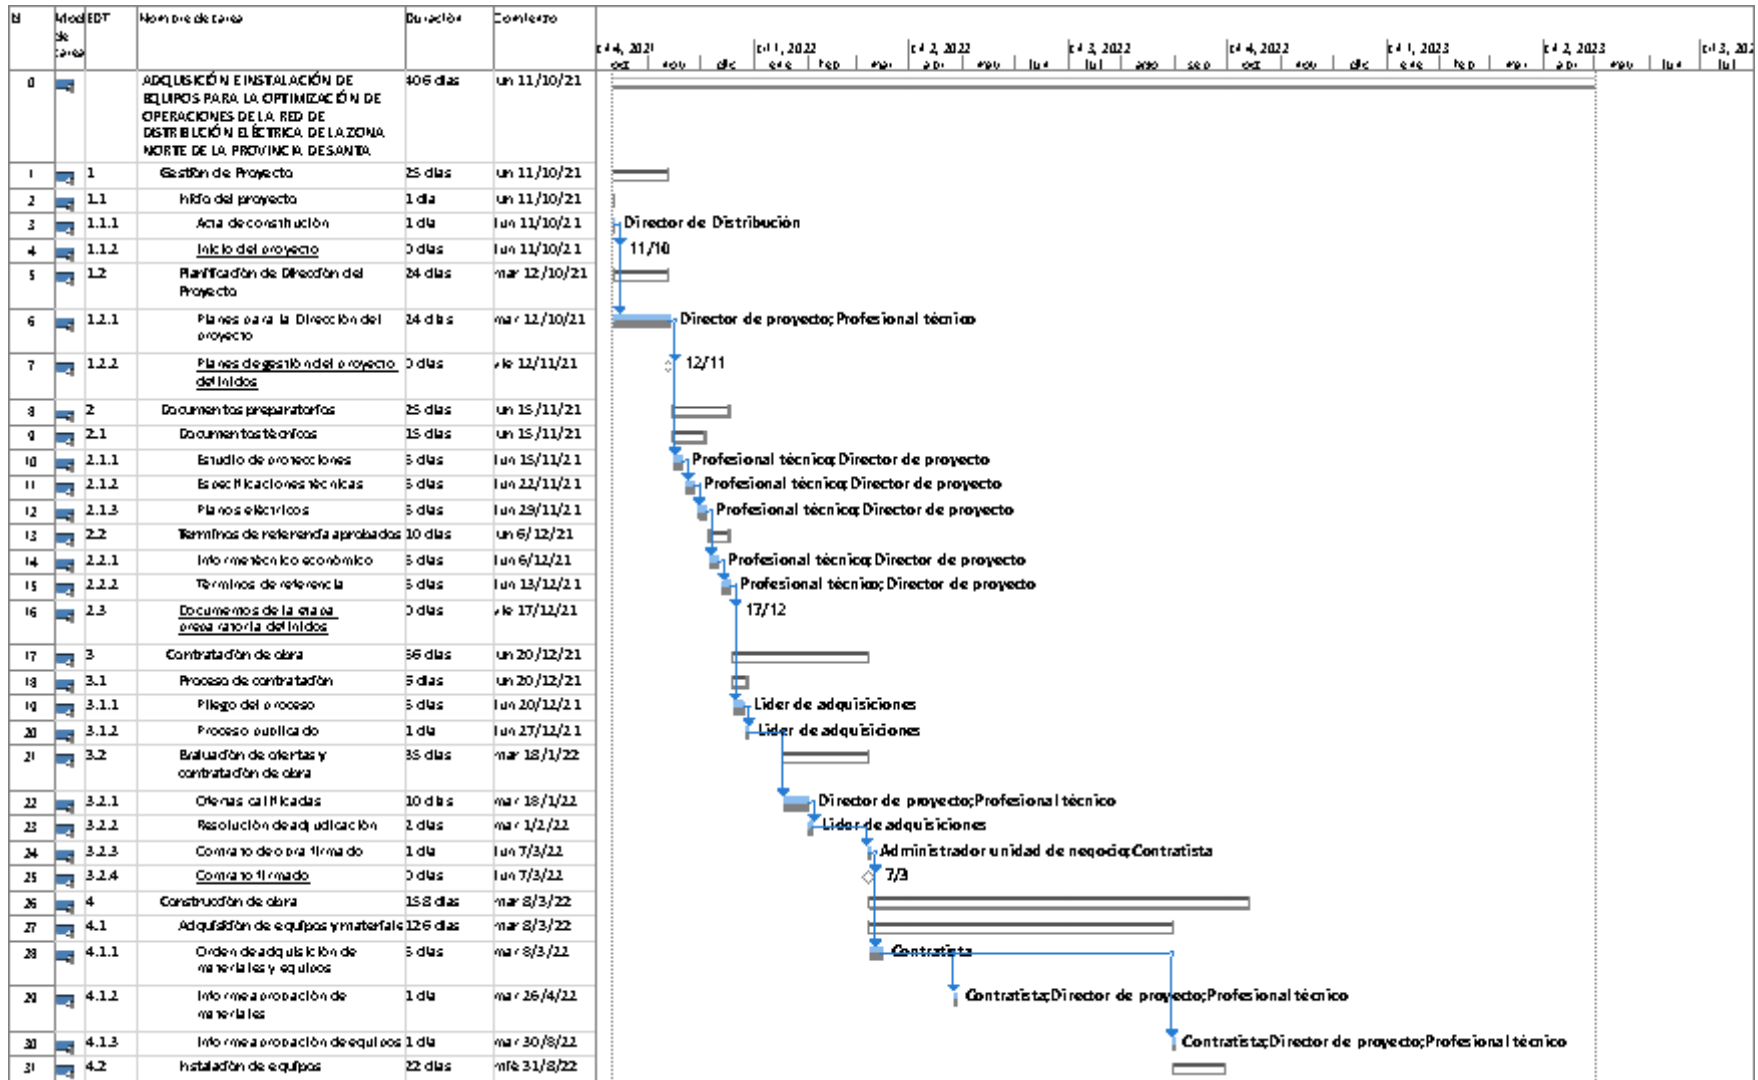 EDT Nombre de tarea Duración Comienzo
Modo
de
tarea
tri 4, 2021 tri 1, 2022 tri 2, 2022 tri 3, 2022 tri 4, 2022 tri 1, 2023 tri 2, 2023 tri 3, 202
oct nov dic ene feb mar abr may jun jul ago sep oct nov dic ene feb mar abr may jun jul
0 ADQUISICIÓN E INSTALACIÓN DE 406 días lun 11/10/21
EQUIPOS PARA LA OPTIMIZACIÓN DE
OPERACIONES DE LA RED DE
DISTRIBUCIÓN ELÉCTRICA DE LA ZONA
NORTE DE LA PROVINCIA DE SANTA
1 1 Gestión de Proyecto 25 días lun 11/10/21
2 1.1 Inicio del proyecto 1 día lun 11/10/21
3 1.1.1 Acta de constitución 1 día lun 11/10/21 Director de Distribución
4 1.1.2 Inicio del proyecto 0 días lun 11/10/21 11/10
5 1.2 Planificación de Dirección del 24 días mar 12/10/21
Proyecto
6 1.2.1 Planes para la Dirección del 24 días mar 12/10/21 Director de proyecto;Profesional técnico
proyecto
7 1.2.2 Planes de gestión del proyecto 0 días vie 12/11/21 12/11
definidos
8 2 Documentos preparatorios 25 días lun 15/11/21
9 2.1 Documentos técnicos 15 días lun 15/11/21
10 2.1.1 Estudio de protecciones 5 días lun 15/11/21 Profesional técnico;Director de proyecto
11 2.1.2 Especificaciones técnicas 5 días lun 22/11/21 Profesional técnico;Director de proyecto
12 2.1.3 Planos eléctricos 5 días lun 29/11/21 Profesional técnico;Director de proyecto
13 2.2 Terminos de referencia aprobados 10 días lun 6/12/21
14 2.2.1 Informe técnico económico 5 días lun 6/12/21 Profesional técnico;Director de proyecto
15 2.2.2 Términos de referencia 5 días lun 13/12/21 Profesional técnico;Director de proyecto
16 2.3 Documentos de la etapa 0 días vie 17/12/21 17/12
preparatoria definidos
17 3 Contratación de obra 56 días lun 20/12/21
18 3.1 Proceso de contratación 6 días lun 20/12/21
19 3.1.1 Pliego del proceso 5 días lun 20/12/21 Lider de adquisiciones
20 3.1.2 Proceso publicado 1 día lun 27/12/21 Lider de adquisiciones
21 3.2 Evaluación de ofertas y 35 días mar 18/1/22
contratación de obra
22 3.2.1 Ofertas calificadas 10 días mar 18/1/22 Director de proyecto;Profesional técnico
23 3.2.2 Resolución de adjudicación 2 días mar 1/2/22 Lider de adquisiciones
24 3.2.3 Contrato de obra firmado 1 día lun 7/3/22 Administrador unidad de negocio;Contratista
25 3.2.4 Contrato firmado 0 días lun 7/3/22 7/3
26 4 Construcción de obra 158 días mar 8/3/22
27 4.1 Adquisición de equipos y materiale 126 días mar 8/3/22
28 4.1.1 Orden de adquisición de 5 días mar 8/3/22 Contratista
materiales y equipos
29 4.1.2 Informe aprobación de 1 día mar 26/4/22 Contratista;Director de proyecto;Profesional técnico
materiales
30 4.1.3 Informe aprobación de equipos 1 día mar 30/8/22 Contratista;Director de proyecto;Profesional técnico
31 4.2 Instalación de equipos 22 días mié 31/8/22